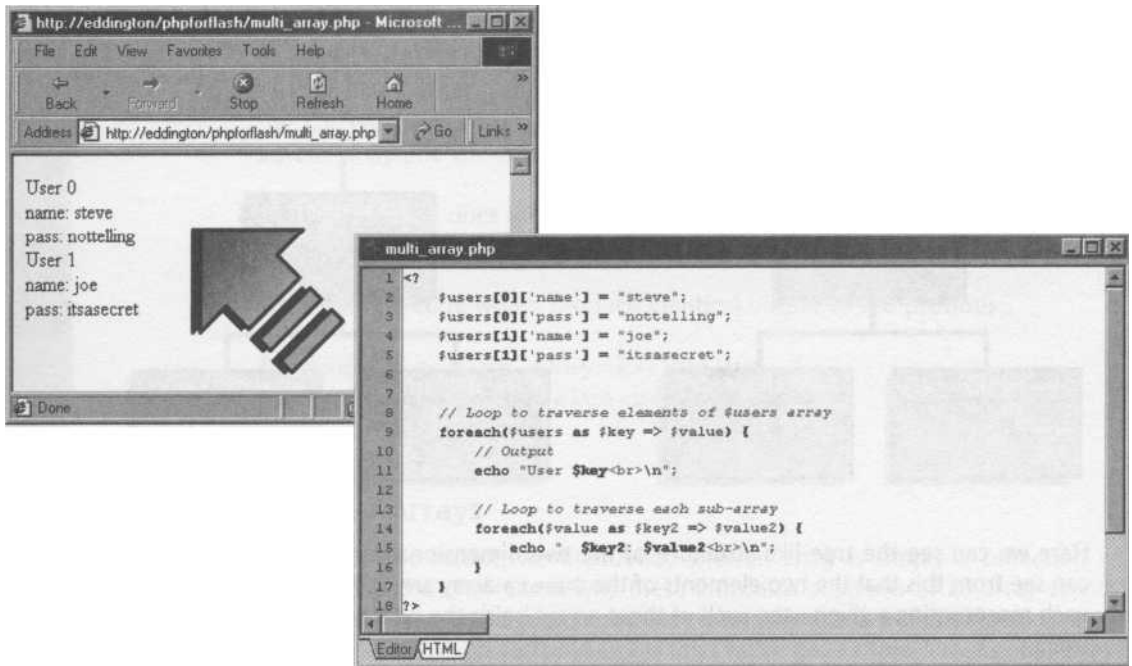 http://eddington/phpforflash/multi_array.php - Microsoft ...
File Edit View Favorites Tools Help
Back Forward Stop Refresh Home »
Address http://eddington/phpforflash/multi_array.php Go Links »
User 0
name: steve
pass: nottelling
User 1
name: joe
pass: itsasecret
Done
multi_array.php
1 <?
2 $users[0]['name'] = "steve";
3 $users[0]['pass'] = "nottelling";
4 $users[1]['name'] = "joe";
5 $users[1]['pass'] = "itsasecret";
6
7
8 // Loop to traverse elements of $users array
9 foreach($users as $key => $value) {
10 // Output
11 echo "User $key<br>\n";
12
13 // Loop to traverse each sub-array
14 foreach($value as $key2 => $value2) {
15 echo " $key2: $value2<br>\n";
16 }
17 }
18 ?>
Editor HTML